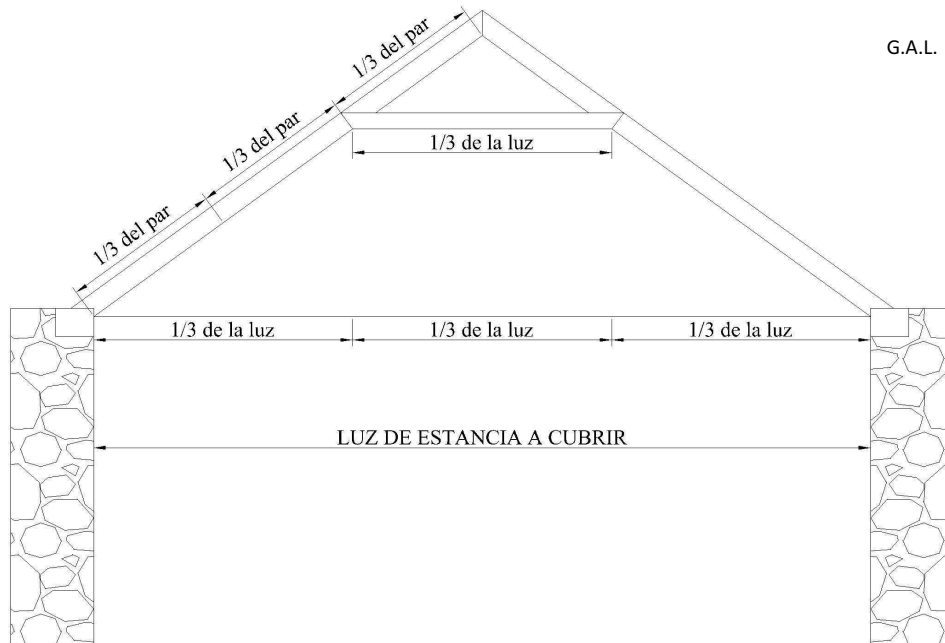 G.A.L.
1/3 del par
1/3 del par
1/3 del par
1/3 de la luz
1/3 de la luz
1/3 de la luz
1/3 de la luz
LUZ DE ESTANCIA A CUBRIR